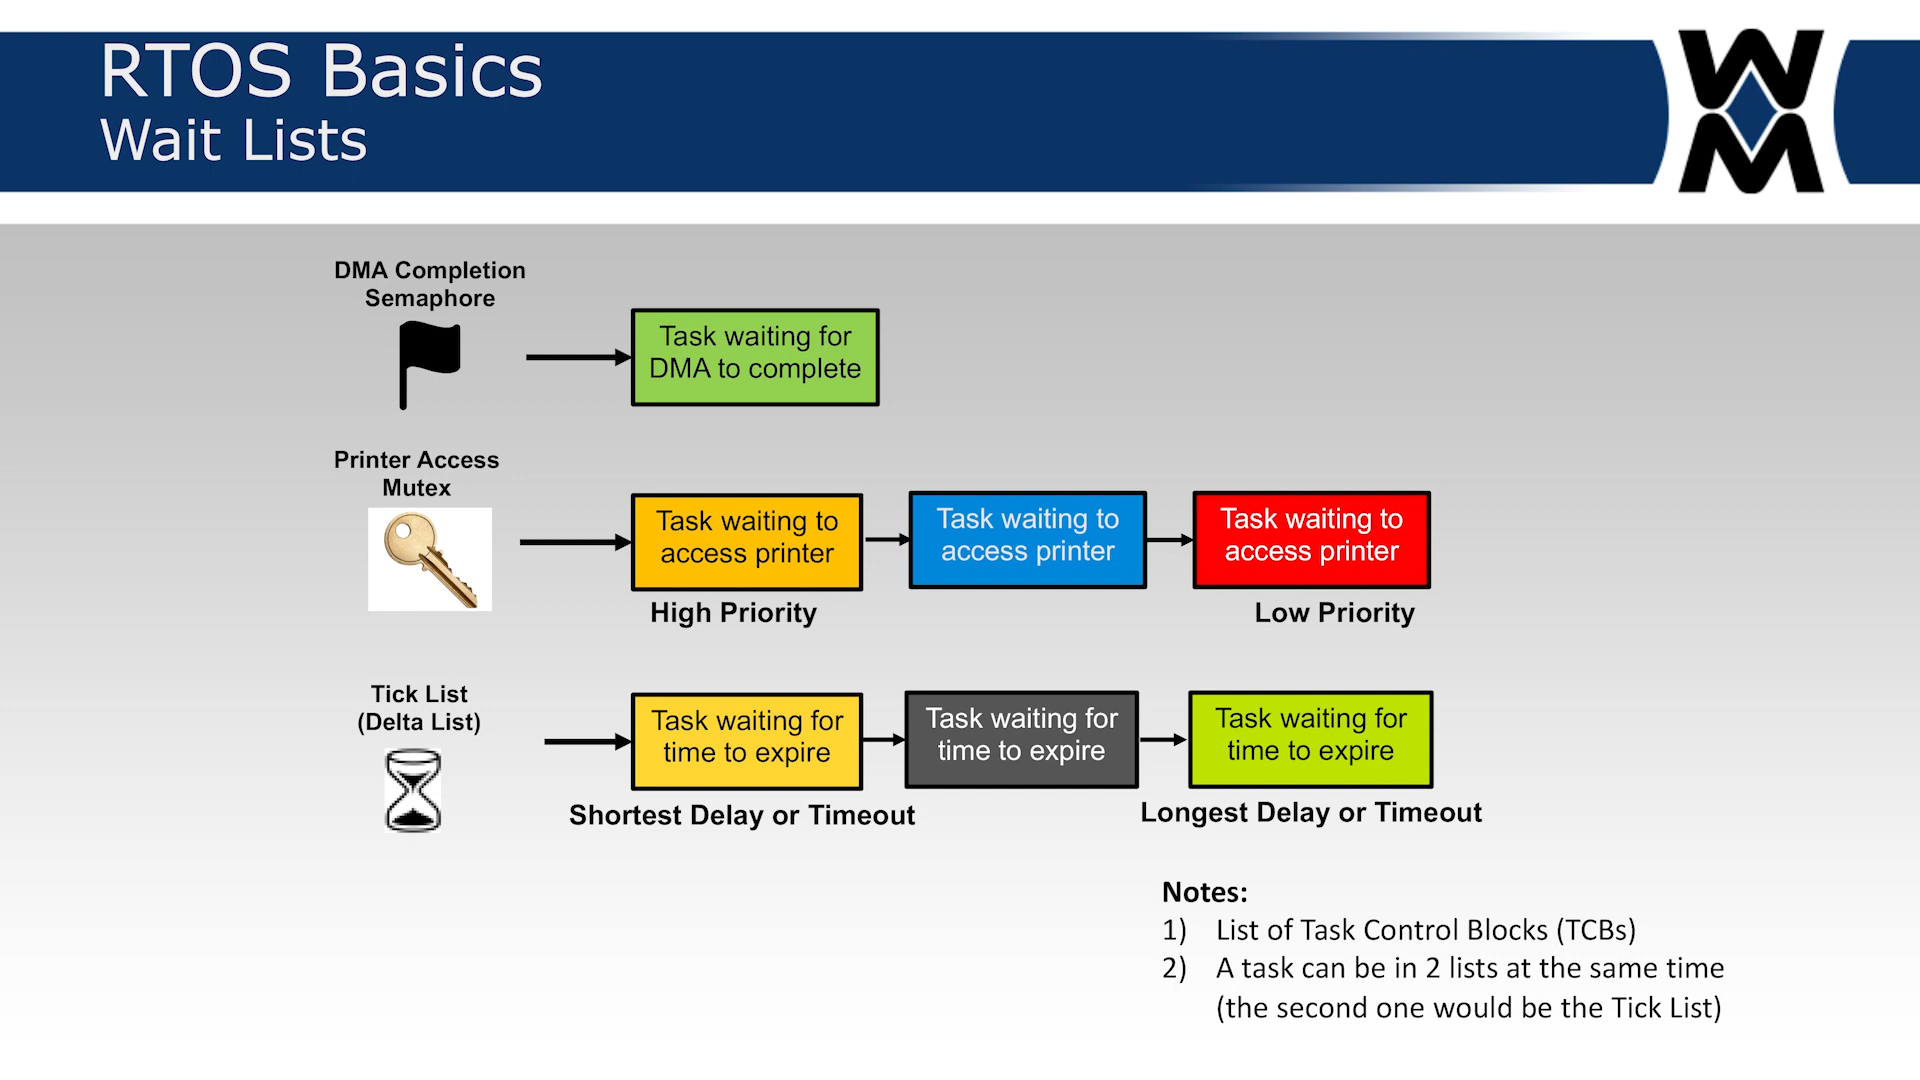 RTOS Basics
Wait Lists
WM
DMA Completion
Semaphore
Task waiting for
DMA to complete
Printer Access
Mutex
Task waiting to
access printer
Task waiting to
access printer
Task waiting to
access printer
High Priority
Low Priority
Tick List
(Delta List)
Task waiting for
time to expire
Task waiting for
time to expire
Task waiting for
time to expire
Shortest Delay or Timeout
Longest Delay or Timeout
Notes:
1) List of Task Control Blocks (TCBs)
2) A task can be in 2 lists at the same time
(the second one would be the Tick List)